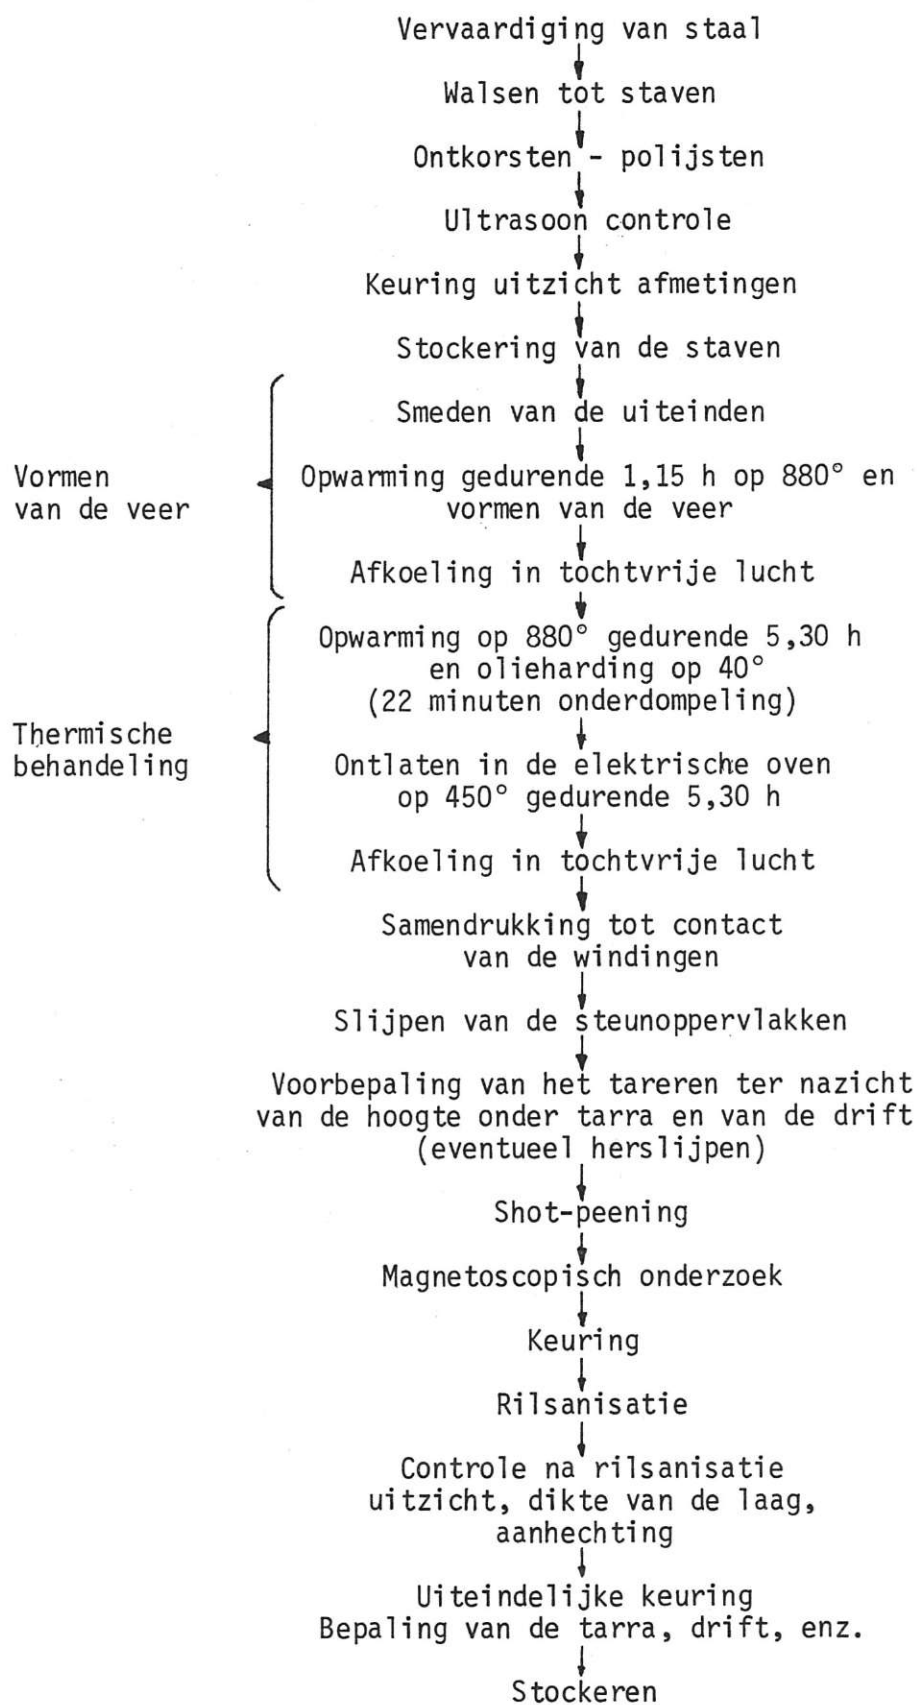 Vervaardiging van staal
Walsen tot staven
Ontkorsten - polijsten
Ultrasoon controle
Keuring uitzicht afmetingen
Stockering van de staven
Vormen
van de veer
Smeden van de uiteinden
Opwarming gedurende 1,15 h op 880° en
vormen van de veer
Afkoeling in tochtvrije lucht
Thermische
behandeling
Opwarming op 880° gedurende 5,30 h
en olieharding op 40°
(22 minuten onderdompeling)
Ontlaten in de elektrische oven
op 450° gedurende 5,30 h
Afkoeling in tochtvrije lucht
Samendrukking tot contact
van de windingen
Slijpen van de steunoppervlakken
Voorbepaling van het tareren ter nazicht
van de hoogte onder tarra en van de drift
(eventueel herslijpen)
Shot-peening
Magnetoscopisch onderzoek
Keuring
Rilsanisatie
Controle na rilsanisatie
uitzicht, dikte van de laag,
aanhechting
Uiteindelijke keuring
Bepaling van de tarra, drift, enz.
Stockeren